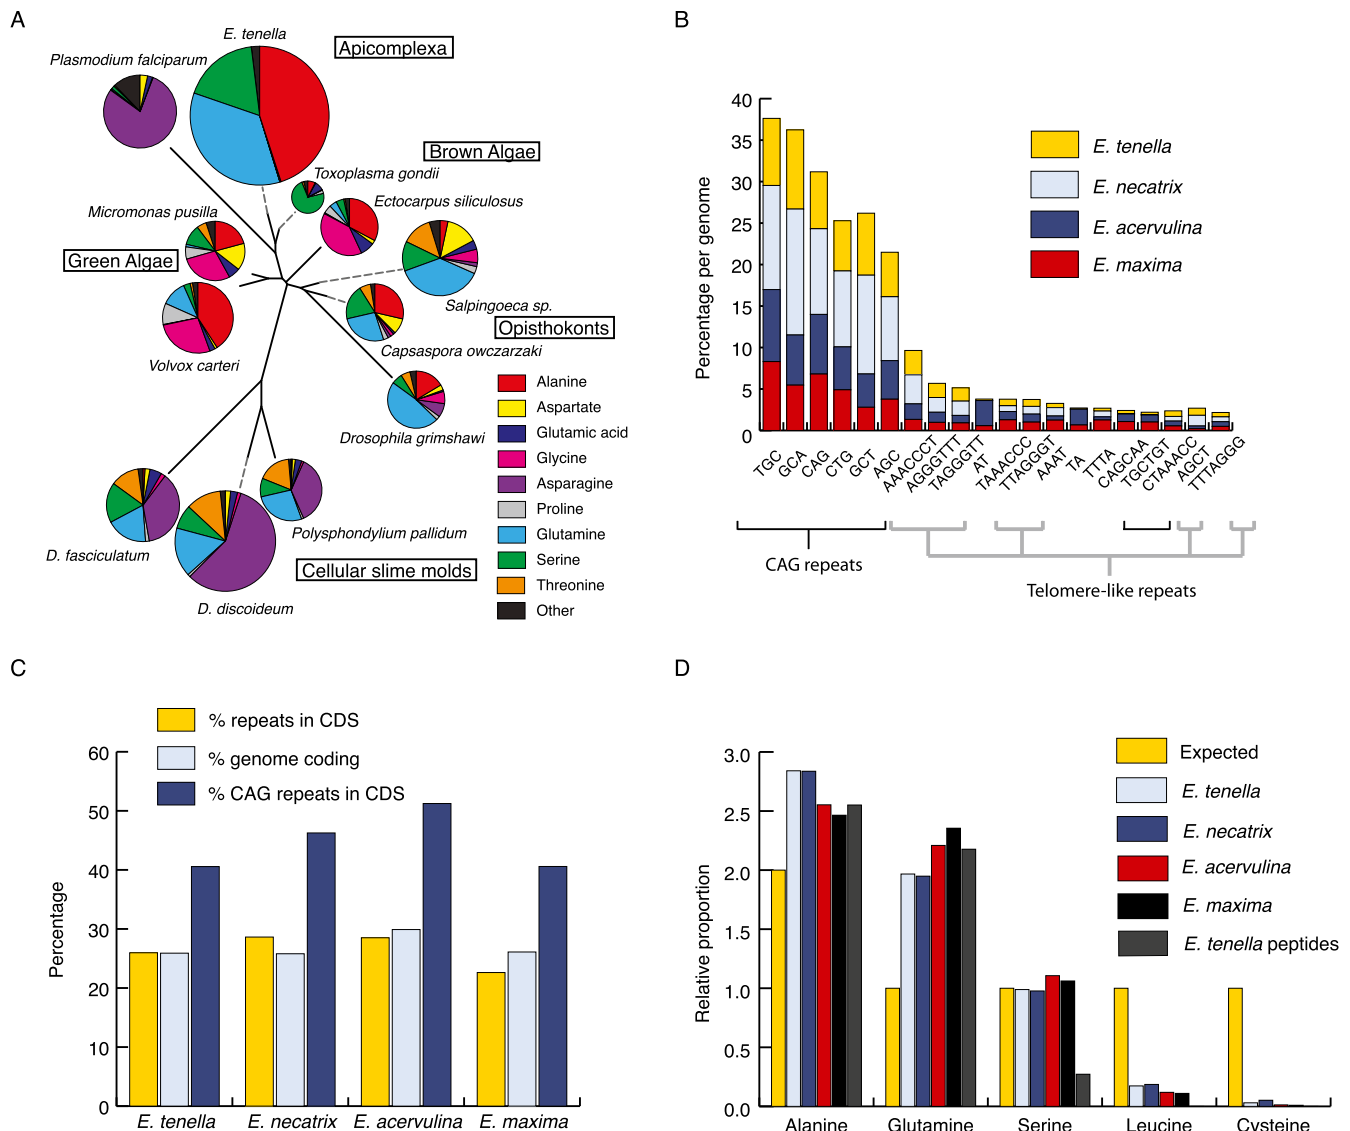 A
E. tenella
Apicomplexa
Plasmodium falciparum
Brown Algae
Toxoplasma gondii
Ectocarpus siliculosus
Micromonas pusilla
Green Algae
Salpingoeca sp.
Opisthokonts
Capsaspora owczarzaki
Volvox carteri
Drosophila grimshawi
Alanine
Aspartate
Glutamic acid
Glycine
Asparagine
Proline
Glutamine
Serine
Threonine
Other
Polysphondylium pallidum
D. fasciculatum
Cellular slime molds
D. discoideum
B
Percentage per genome
40
35
30
25
20
15
10
5
0
E. tenella
E. necatrix
E. acervulina
E. maxima
TGC
GCA
CAG
CTG
GCT
AGC
AACCCT
AGGGTTT
TAGGGTT
AT
TAAACCC
TTAGGGT
AAAT
TA
TTTA
CAGCAA
TGCTGT
CTAAACC
AGCT
TTTAGGG
CAG repeats
Telomere-like repeats
C
% repeats in CDS
% genome coding
% CAG repeats in CDS
Percentage
60
50
40
30
20
10
0
E. tenella
E. necatrix
E. acervulina
E. maxima
D
Relative proportion
3.0
2.5
2.0
1.5
1.0
0.5
0.0
Expected
E. tenella
E. necatrix
E. acervulina
E. maxima
E. tenella peptides
Alanine
Glutamine
Serine
Leucine
Cysteine